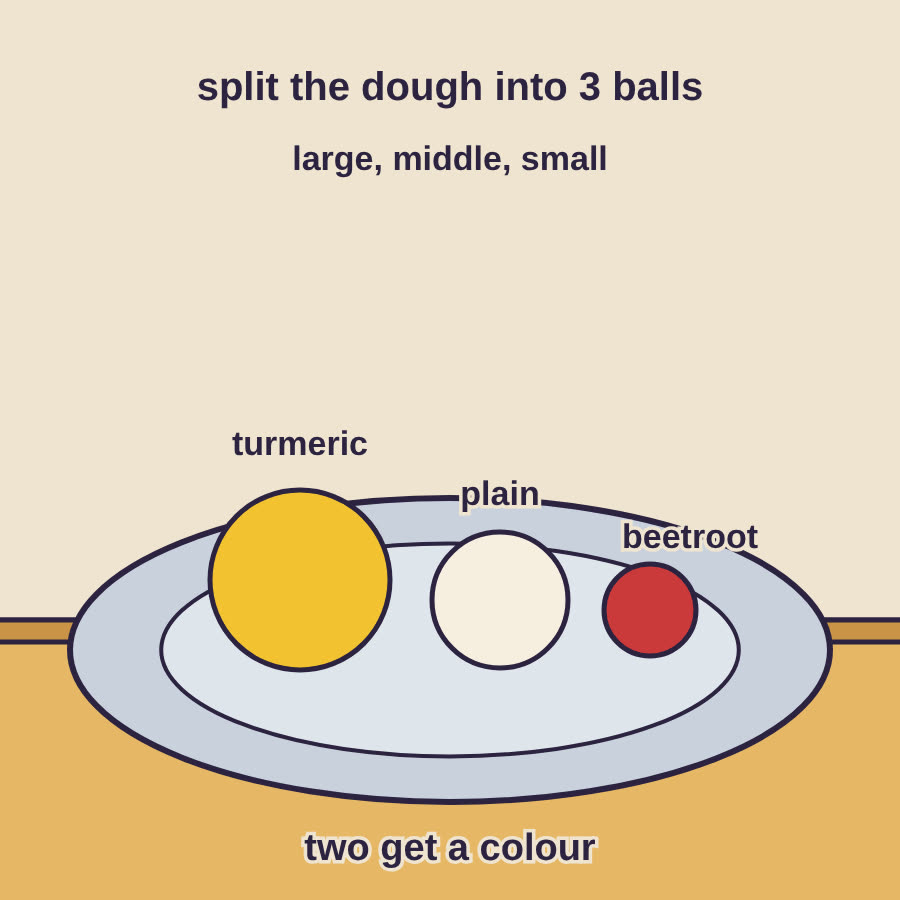 split the dough into 3 balls
large, middle, small
turmeric
plain
beetroot
two get a colour